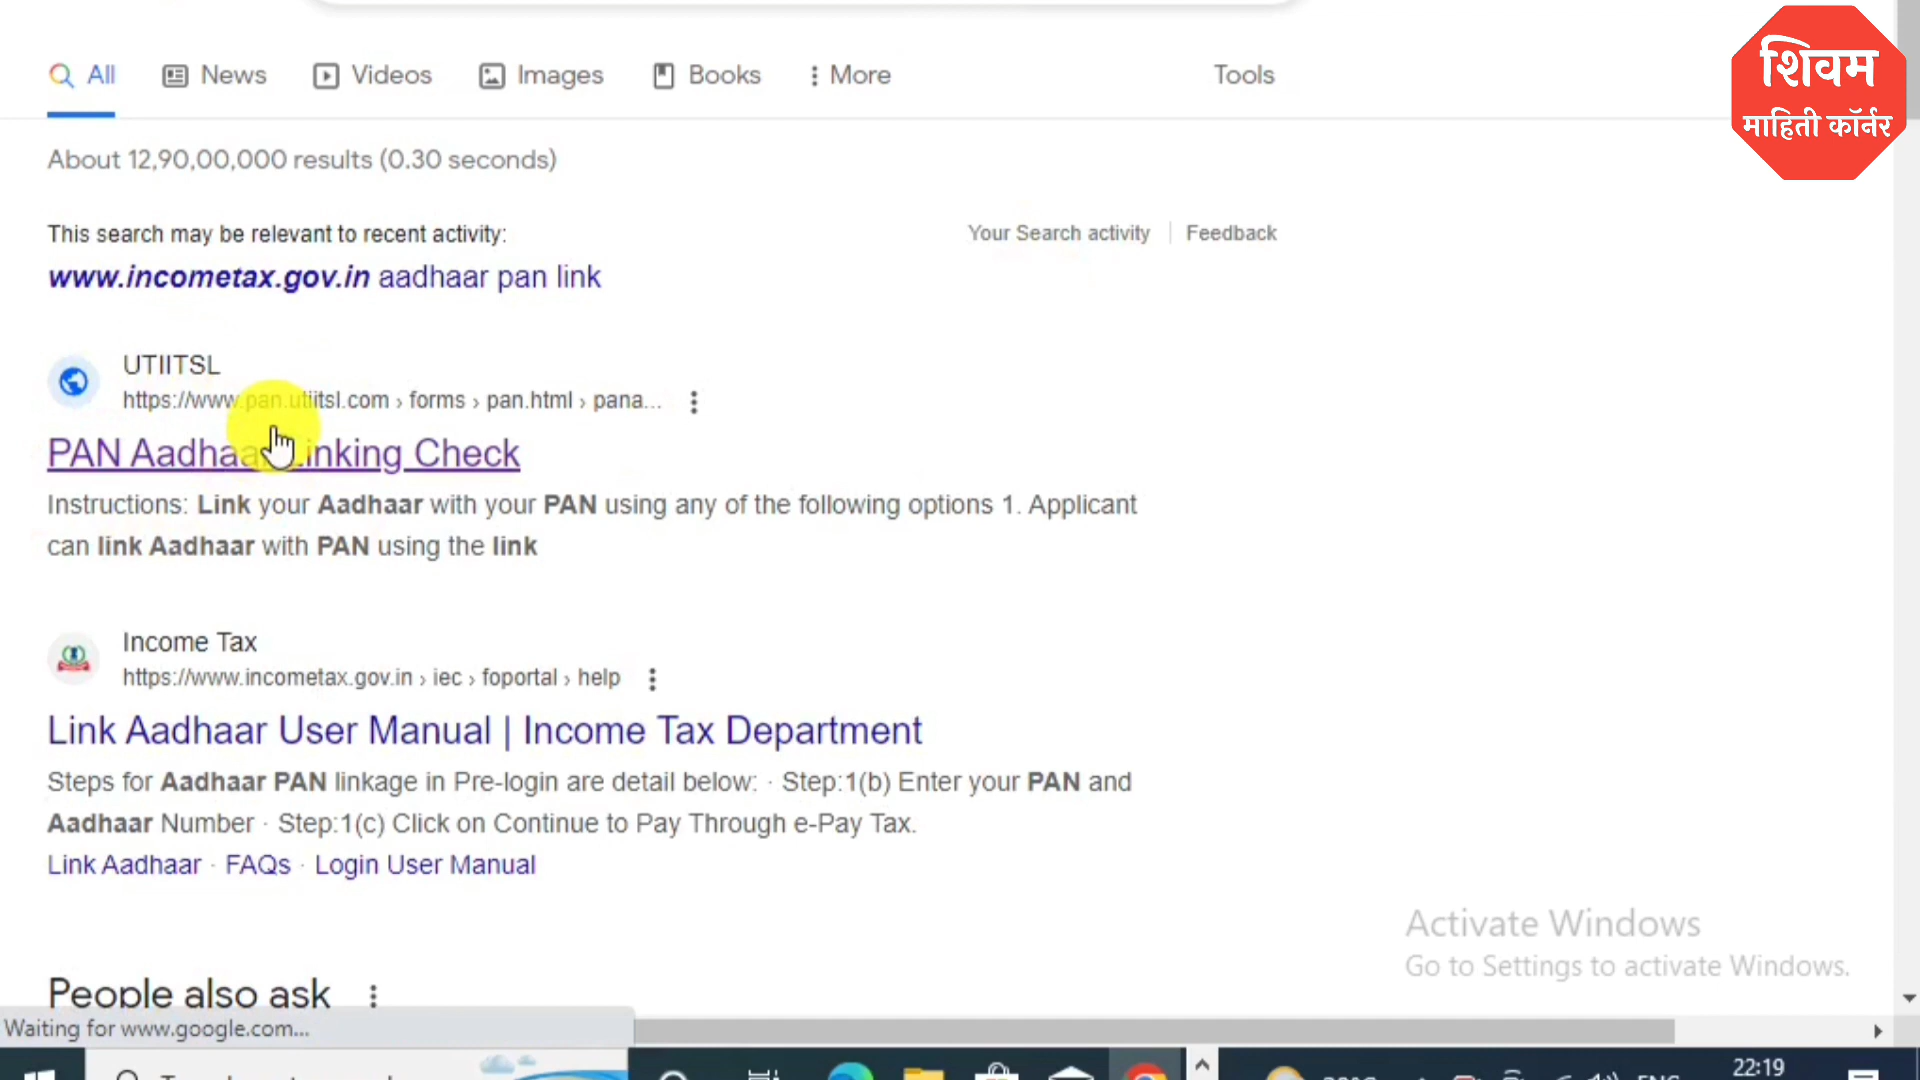 All News Videos Images Books More Tools
शिवम
माहिती कॉर्नर
About 12,90,00,000 results (0.30 seconds)
This search may be relevant to recent activity:
Your Search activity Feedback
www.incometax.gov.in aadhaar pan link
UTIITSL
https://www.pan.utiitsl.com › forms › pan.html › pana...
PAN Aadhaar Linking Check
Instructions: Link your Aadhaar with your PAN using any of the following options 1. Applicant
can link Aadhaar with PAN using the link
Income Tax
https://www.incometax.gov.in › iec › foportal › help
Link Aadhaar User Manual | Income Tax Department
Steps for Aadhaar PAN linkage in Pre-login are detail below: · Step:1(b) Enter your PAN and
Aadhaar Number · Step:1(c) Click on Continue to Pay Through e-Pay Tax.
Link Aadhaar · FAQs · Login User Manual
Activate Windows
Go to Settings to activate Windows.
People also ask
Waiting for www.google.com...
22:19